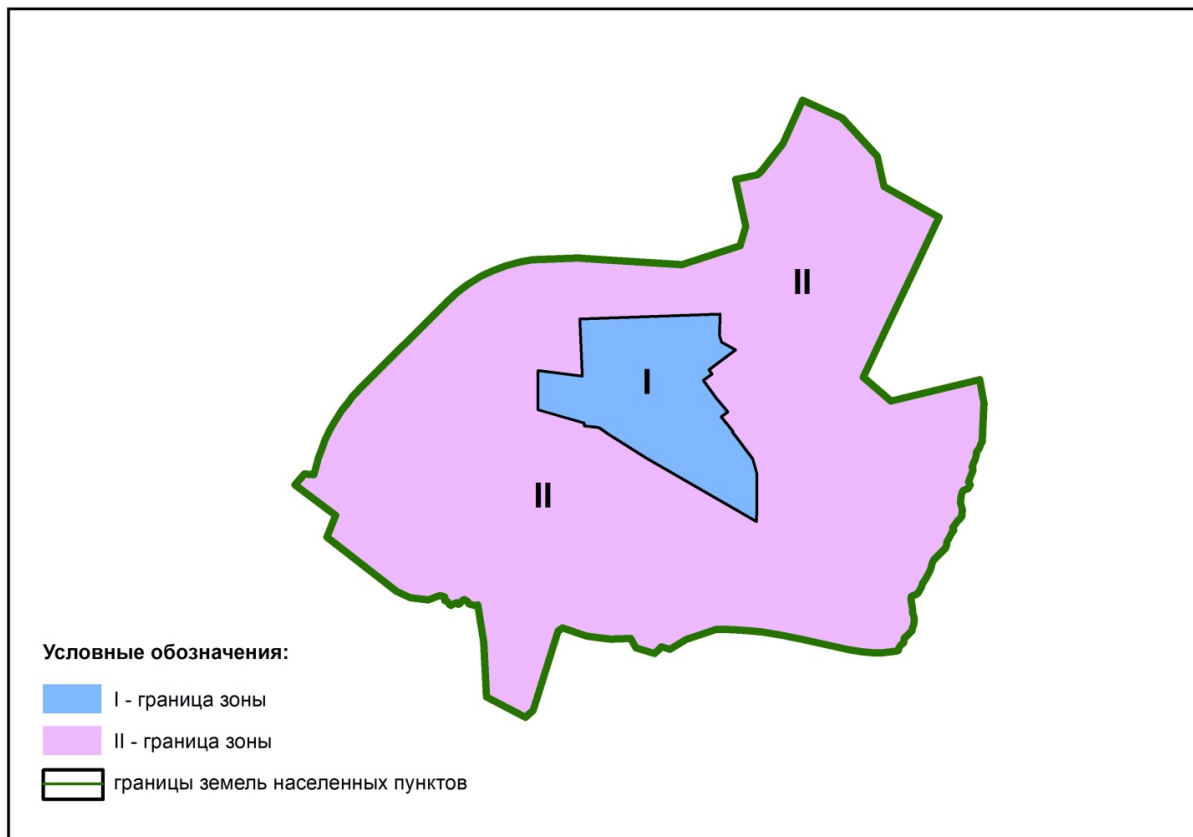 II
I
II
Условные обозначения:
I - граница зоны
II - граница зоны
границы земель населенных пунктов